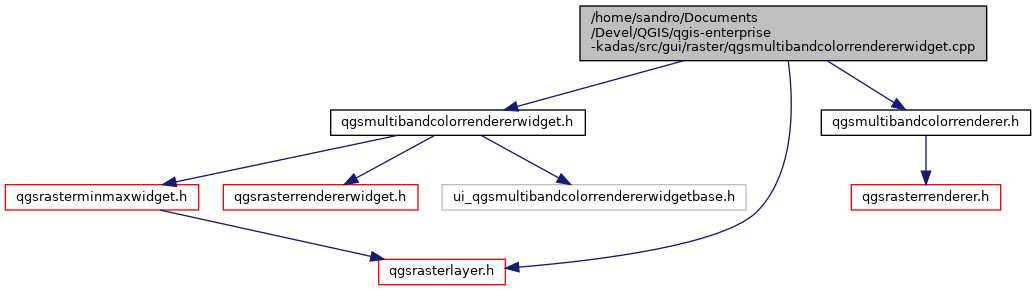 /home/sandro/Documents
/Devel/QGIS/qgis-enterprise
-kadas/src/gui/raster/qgsmultibandcolorrendererwidget.cpp
qgsmultibandcolorrendererwidget.h
qgsmultibandcolorrenderer.h
qgsrasterminmaxwidget.h
qgsrasterrendererwidget.h
ui_qgsmultibandcolorrendererwidgetbase.h
qgsrasterrenderer.h
qgsrasterlayer.h